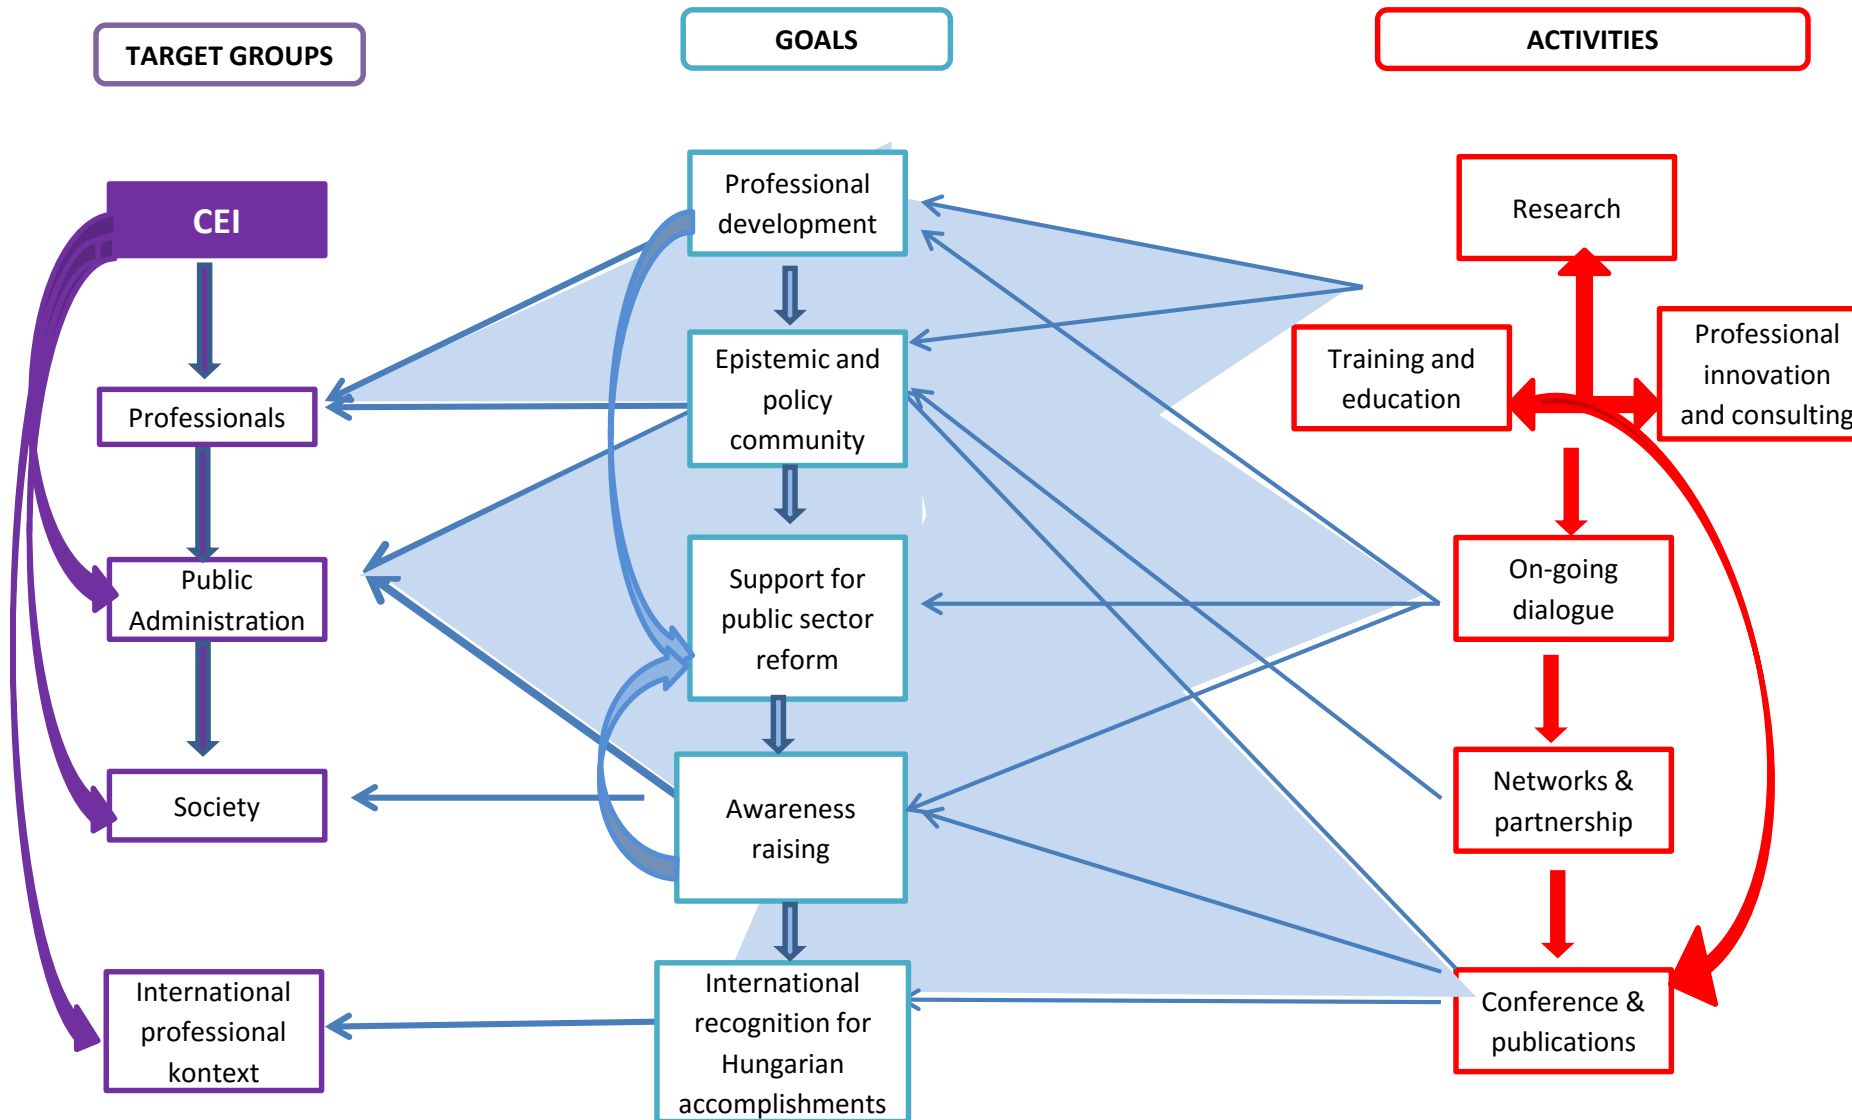 TARGET GROUPS
GOALS
ACTIVITIES
CEI
Professionals
Public
Administration
Society
International
professional
kontext
Professional
development
Epistemic and
policy
community
Support for
public sector
reform
Awareness
raising
International
recognition for
Hungarian
accomplishments
Research
Training and
education
Professional
innovation
and consulting
On-going
dialogue
Networks &
partnership
Conference &
publications